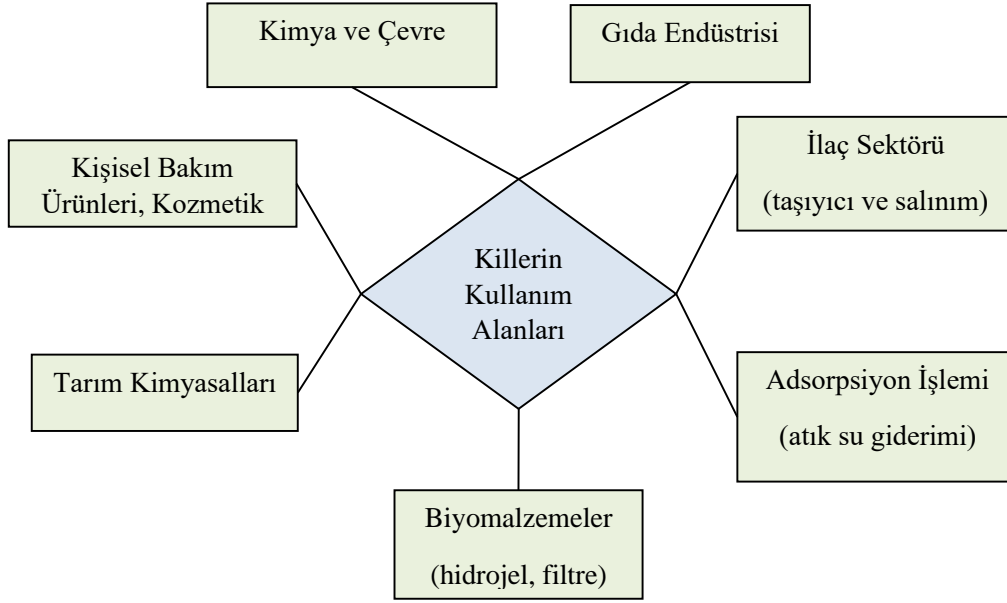 Kimya ve Çevre
Gıda Endüstrisi
Kişisel Bakım
Ürünleri, Kozmetik
İlaç Sektörü
(taşıyıcı ve salınım)
Killerin
Kullanım
Alanları
Tarım Kimyasalları
Adsorpsiyon İşlemi
(atık su giderimi)
Biyomalzemeler
(hidrojel, filtre)